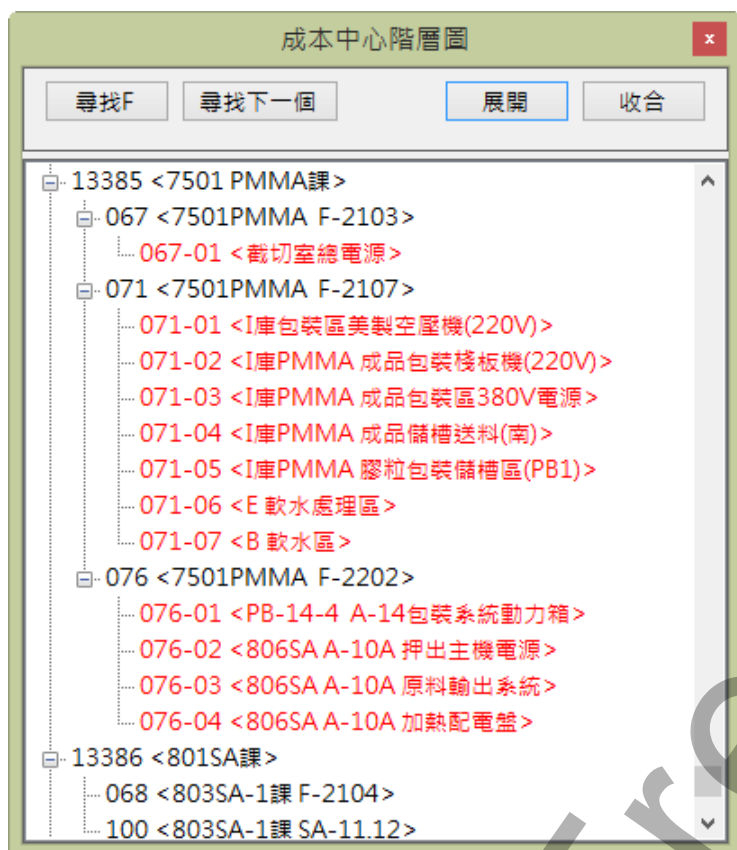 成本中心階層圖
x
尋找F 尋找下一個 展開 收合
13385 <7501 PMMA課>
067 <7501PMMA F-2103>
067-01 <截切室總電源>
071 <7501PMMA F-2107>
071-01 <I庫包裝區美製空壓機(220V)>
071-02 <I庫PMMA 成品包裝棧板機(220V)>
071-03 <I庫PMMA 成品包裝區380V電源>
071-04 <I庫PMMA 成品儲槽送料(南)>
071-05 <I庫PMMA 膠粒包裝儲槽區(PB1)>
071-06 <E 軟水處理區>
071-07 <B 軟水區>
076 <7501PMMA F-2202>
076-01 <PB-14-4 A-14包裝系統動力箱>
076-02 <806SA A-10A 押出主機電源>
076-03 <806SA A-10A 原料輸出系統>
076-04 <806SA A-10A 加熱配電盤>
13386 <801SA課>
068 <803SA-1課 F-2104>
100 <803SA-1課 SA-11.12>